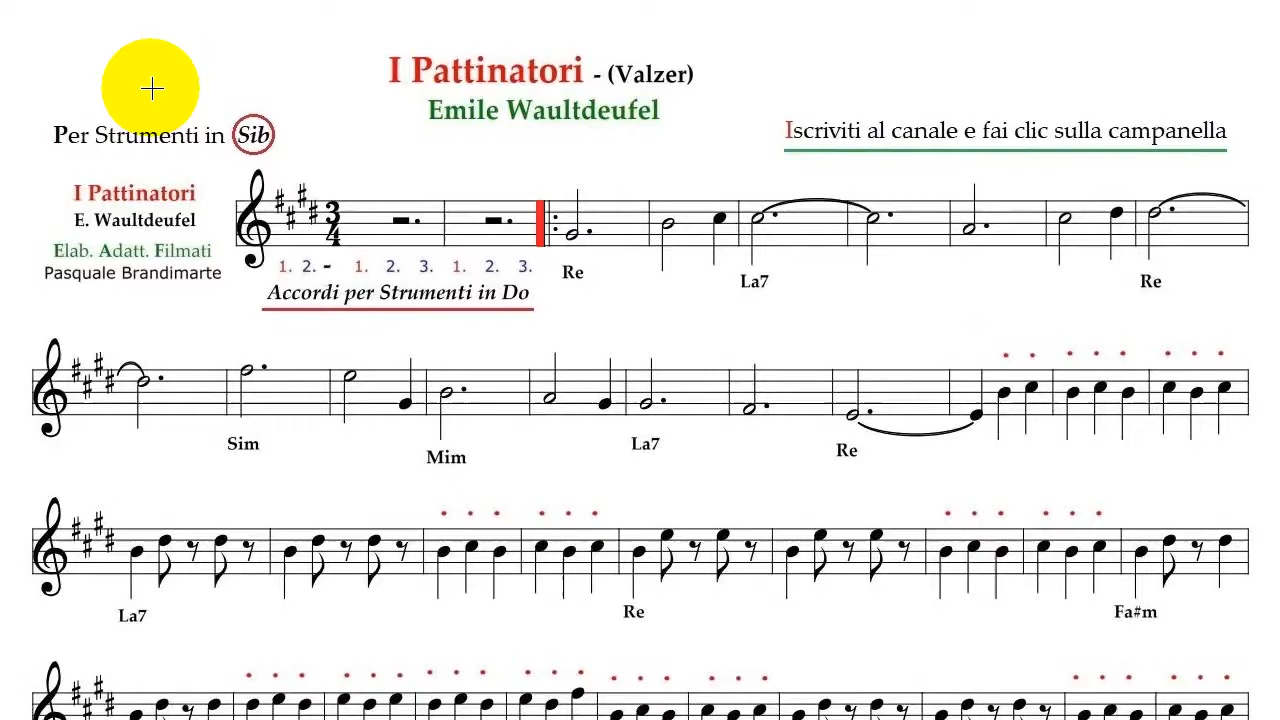 I Pattinatori - (Valzer)
Emile Waultdeufel
Per Strumenti in Sib
Iscriviti al canale e fai clic sulla campanella
I Pattinatori
E. Waultdeufel
Elab. Adatt. Filmati
Pasquale Brandimarte
3
4
1. 2. - 1. 2. 3. 1. 2. 3.
Accordi per Strumenti in Do
Re La7 Re
Sim Mim La7 Re
La7 Re Fa#m